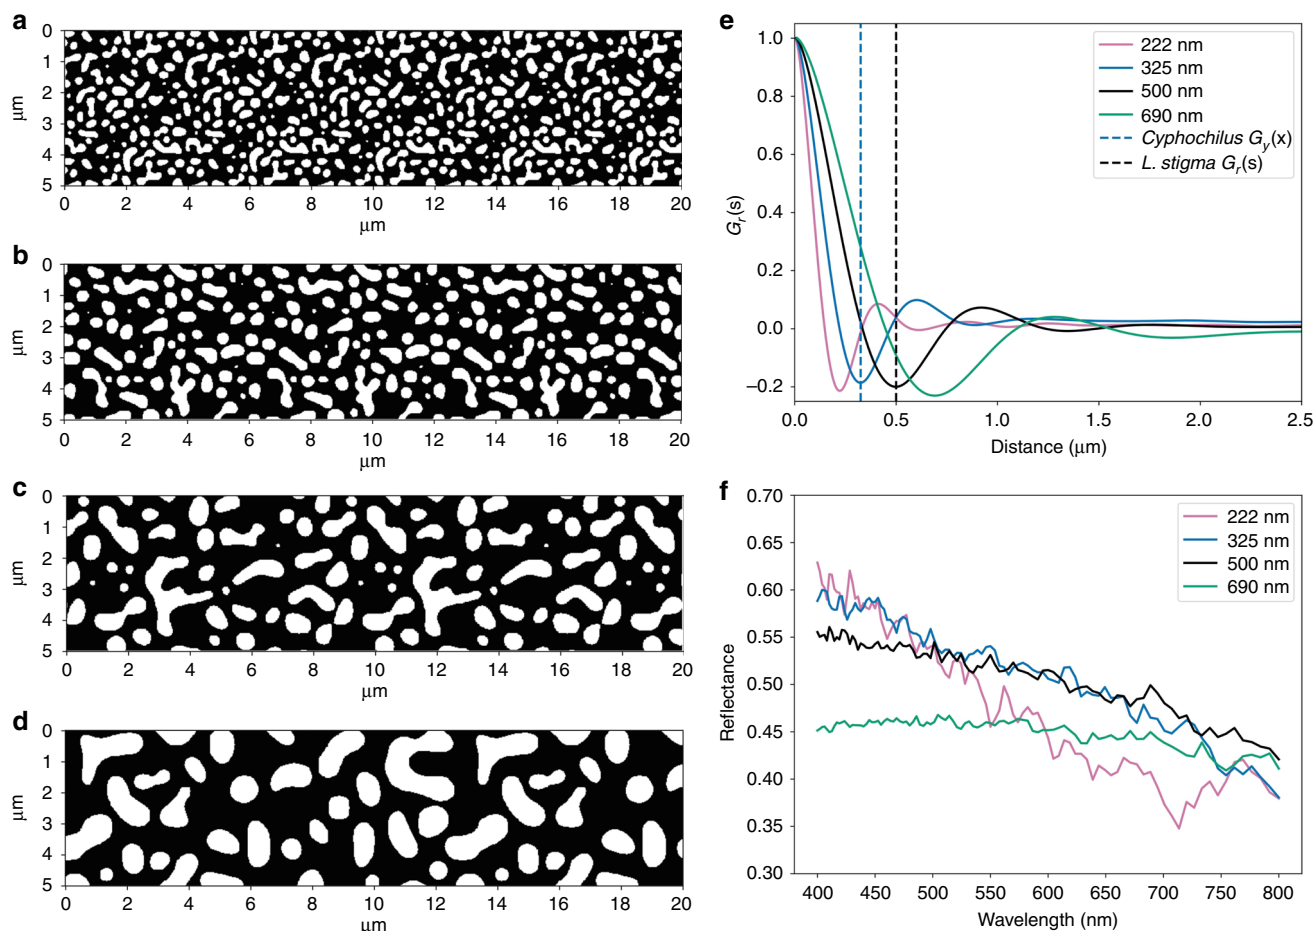 a
0
1
2
3
4
5
μm
0 2 4 6 8 10 12 14 16 18 20
μm
b
0
1
2
3
4
5
μm
0 2 4 6 8 10 12 14 16 18 20
μm
c
0
1
2
3
4
5
μm
0 2 4 6 8 10 12 14 16 18 20
μm
d
0
1
2
3
4
5
μm
0 2 4 6 8 10 12 14 16 18 20
μm
e
1.0
0.8
0.6
0.4
0.2
0.0
–0.2
Gr(s)
222 nm
325 nm
500 nm
690 nm
Cyphochilus Gy(x)
L. stigma Gr(s)
0.0 0.5 1.0 1.5 2.0 2.5
Distance (μm)
f
0.70
0.65
0.60
0.55
0.50
0.45
0.40
0.35
0.30
Reflectance
222 nm
325 nm
500 nm
690 nm
400 450 500 550 600 650 700 750 800
Wavelength (nm)